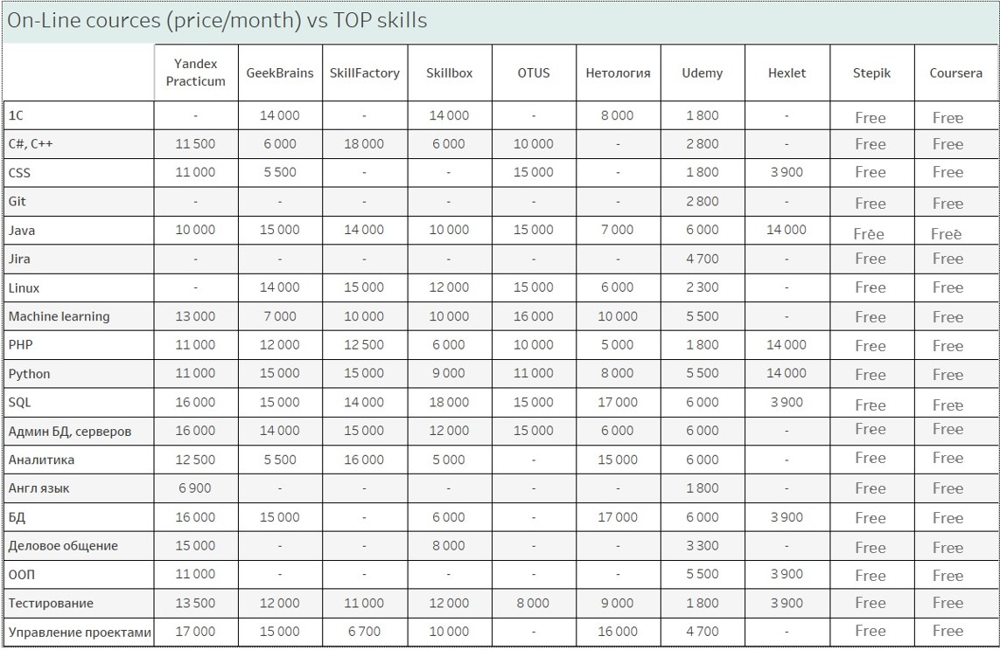 On-Line cources (price/month) vs TOP skills
Yandex Practicum GeekBrains SkillFactory Skillbox OTUS Нетология Udemy Hexlet Stepik Coursera
1C - 14 000 - 14 000 - 8 000 1 800 - Free Free
C#, C++ 11 500 6 000 18 000 6 000 10 000 - 2 800 - Free Free
CSS 11 000 5 500 - - 15 000 - 1 800 3 900 Free Free
Git - - - - - - 2 800 - Free Free
Java 10 000 15 000 14 000 10 000 15 000 7 000 6 000 14 000 Free Free
Jira - - - - - - 4 700 - Free Free
Linux - 14 000 15 000 12 000 15 000 6 000 2 300 - Free Free
Machine learning 13 000 7 000 10 000 10 000 16 000 10 000 5 500 - Free Free
PHP 11 000 12 000 12 500 6 000 10 000 5 000 1 800 14 000 Free Free
Python 11 000 15 000 15 000 9 000 11 000 8 000 5 500 14 000 Free Free
SQL 16 000 15 000 14 000 18 000 15 000 17 000 6 000 3 900 Free Free
Админ БД, серверов 16 000 14 000 15 000 12 000 15 000 6 000 6 000 - Free Free
Аналитика 12 500 5 500 16 000 5 000 - 15 000 6 000 - Free Free
Англ язык 6 900 - - - - - 1 800 - Free Free
БД 16 000 15 000 - 6 000 - 17 000 6 000 3 900 Free Free
Деловое общение 15 000 - - 8 000 - - 3 300 - Free Free
ООП 11 000 - - - - - 5 500 3 900 Free Free
Тестирование 13 500 12 000 11 000 12 000 8 000 9 000 1 800 3 900 Free Free
Управление проектами 17 000 15 000 6 700 10 000 - 16 000 4 700 - Free Free